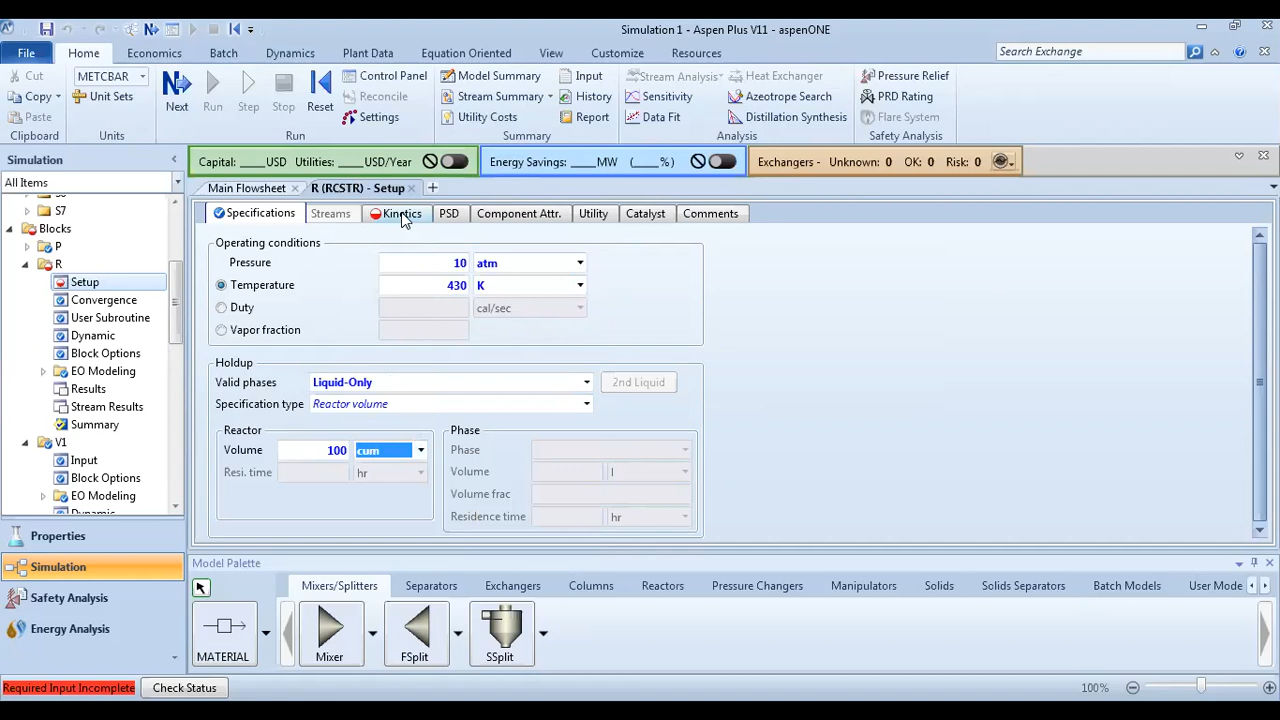 Simulation 1 - Aspen Plus V11 - aspenONE
File Home Economics Batch Dynamics Plant Data Equation Oriented View Customize Resources Search Exchange
Cut METCBAR Control Panel Model Summary Input Stream Analysis Heat Exchanger Pressure Relief
Copy Unit Sets Next Run Step Stop Reset Reconcile Stream Summary History Sensitivity Azeotrope Search PRD Rating
Paste Settings Utility Costs Report Data Fit Distillation Synthesis Flare System
Clipboard Units Run Summary Analysis Safety Analysis
Simulation Capital: ____USD Utilities: ____USD/Year Energy Savings: ____MW (____%) Exchangers - Unknown: 0 OK: 0 Risk: 0
All Items Main Flowsheet R (RCSTR) - Setup
S7 Specifications Streams Kinetics PSD Component Attr. Utility Catalyst Comments
Blocks
P
R
Setup
Convergence
User Subroutine
Dynamic
Block Options
EO Modeling
Results
Stream Results
Summary
V1
Input
Block Options
EO Modeling
Operating conditions
Pressure 10 atm
Temperature 430 K
Duty cal/sec
Vapor fraction
Holdup
Valid phases Liquid-Only 2nd Liquid
Specification type Reactor volume
Reactor
Volume 100 cum
Resi. time hr
Phase
Phase
Volume l
Volume frac
Residence time hr
Properties
Simulation
Safety Analysis
Energy Analysis
Model Palette
Mixers/Splitters Separators Exchangers Columns Reactors Pressure Changers Manipulators Solids Solids Separators Batch Models User Mode
MATERIAL Mixer FSplit SSplit
Required Input Incomplete Check Status 100%